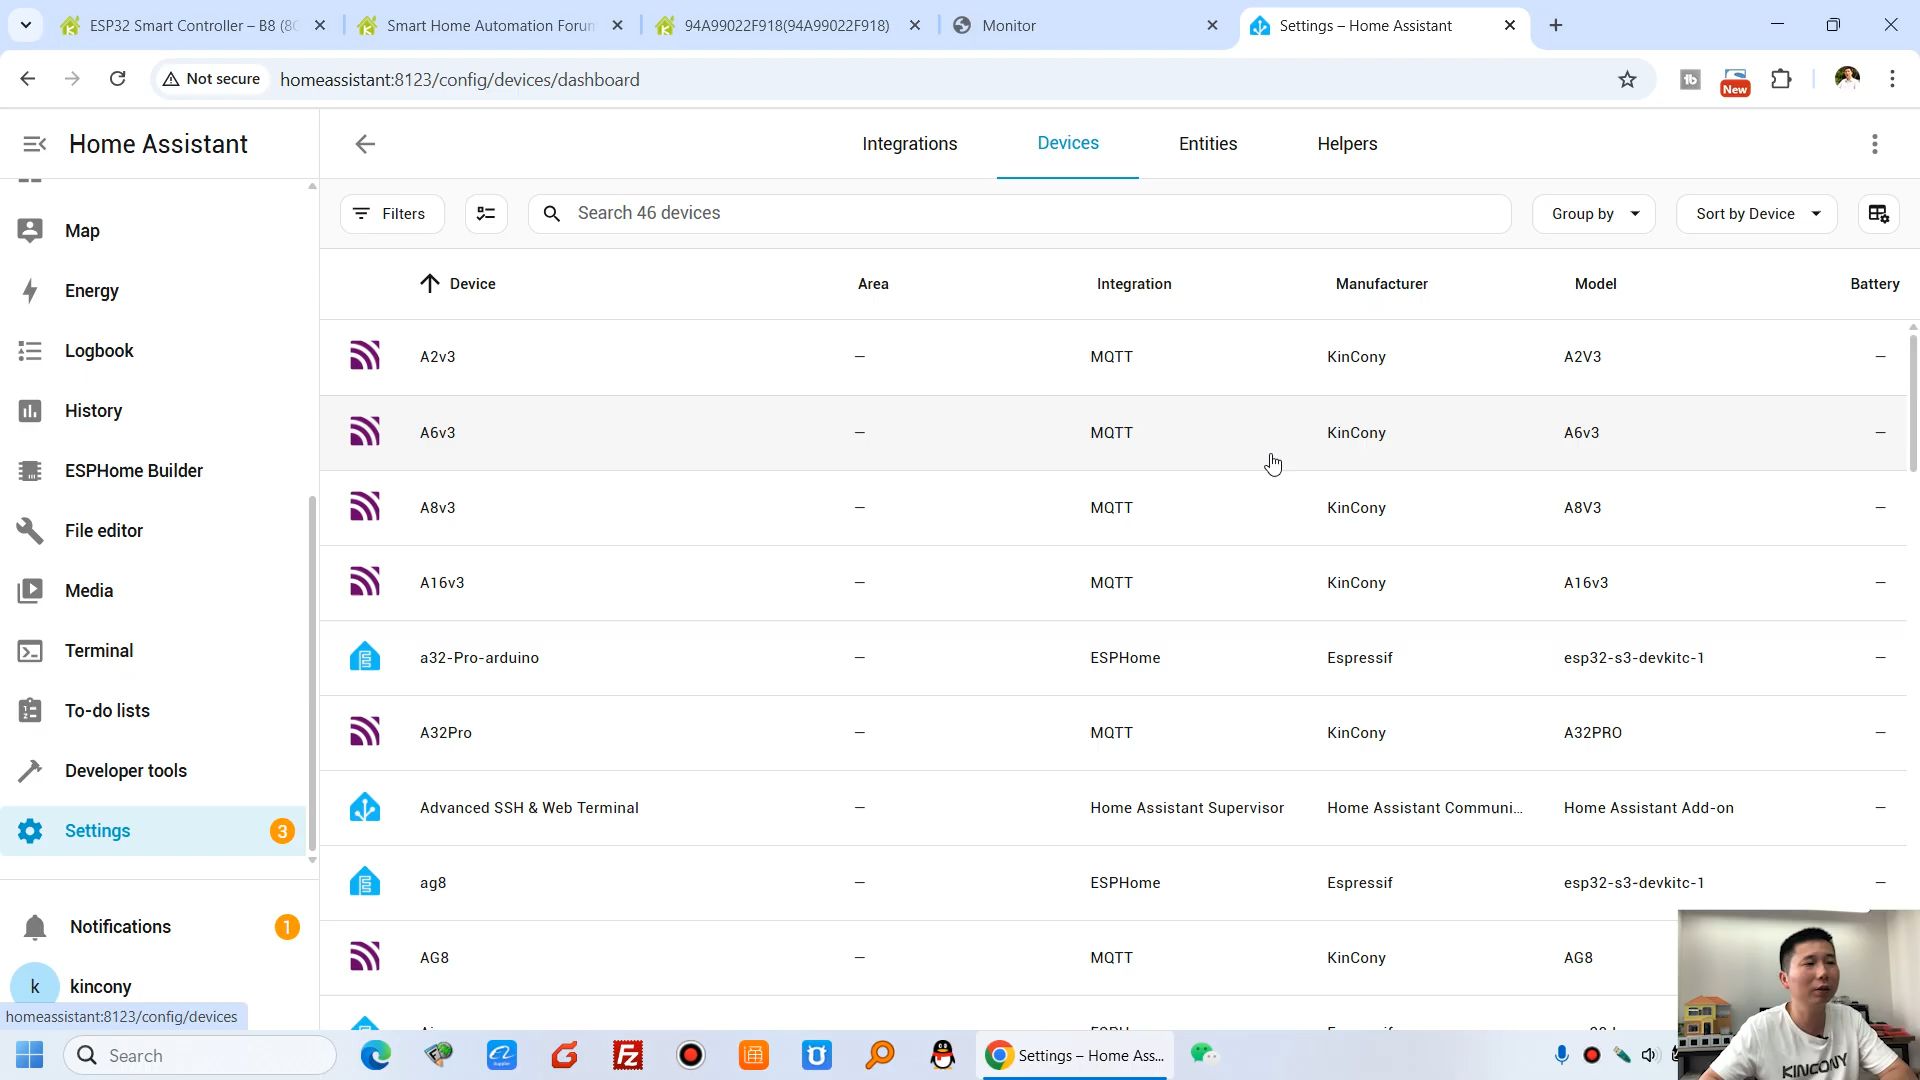 ESP32 Smart Controller – B8 (8C
Smart Home Automation Forum
94A99022F918(94A99022F918)
Monitor
Settings – Home Assistant
Not secure
homeassistant:8123/config/devices/dashboard
New
Home Assistant
Integrations
Devices
Entities
Helpers
Filters
Search 46 devices
Group by
Sort by Device
Map
Energy
Logbook
History
ESPHome Builder
File editor
Media
Terminal
To-do lists
Developer tools
Settings
3
Notifications
1
k
kincony
homeassistant:8123/config/devices
Device Area Integration Manufacturer Model Battery
A2v3 — MQTT KinCony A2V3 —
A6v3 — MQTT KinCony A6v3 —
A8v3 — MQTT KinCony A8V3 —
A16v3 — MQTT KinCony A16v3 —
a32-Pro-arduino — ESPHome Espressif esp32-s3-devkitc-1 —
A32Pro — MQTT KinCony A32PRO —
Advanced SSH & Web Terminal — Home Assistant Supervisor Home Assistant Communi... Home Assistant Add-on —
ag8 — ESPHome Espressif esp32-s3-devkitc-1 —
AG8 — MQTT KinCony AG8
KINCONY
Search
Settings – Home Ass...